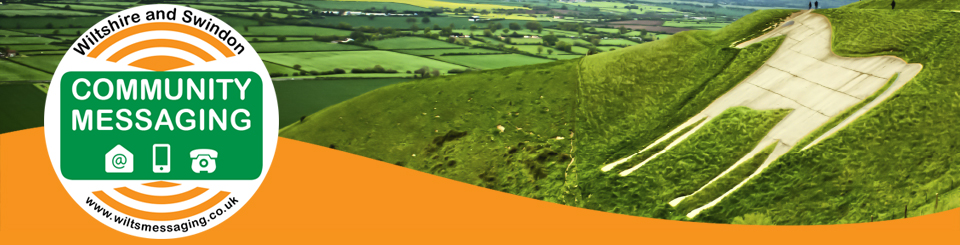 Wiltshire and Swindon
COMMUNITY
MESSAGING
@
www.wiltsmessaging.co.uk